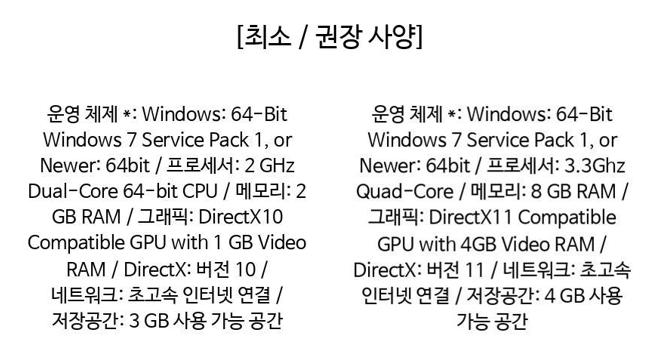 [최소 / 권장 사양]
운영 체제 *: Windows: 64-Bit
Windows 7 Service Pack 1, or
Newer: 64bit / 프로세서: 2 GHz
Dual-Core 64-bit CPU / 메모리: 2
GB RAM / 그래픽: DirectX10
Compatible GPU with 1 GB Video
RAM / DirectX: 버전 10 /
네트워크: 초고속 인터넷 연결 /
저장공간: 3 GB 사용 가능 공간
운영 체제 *: Windows: 64-Bit
Windows 7 Service Pack 1, or
Newer: 64bit / 프로세서: 3.3Ghz
Quad-Core / 메모리: 8 GB RAM /
그래픽: DirectX11 Compatible
GPU with 4GB Video RAM /
DirectX: 버전 11 / 네트워크: 초고속
인터넷 연결 / 저장공간: 4 GB 사용
가능 공간